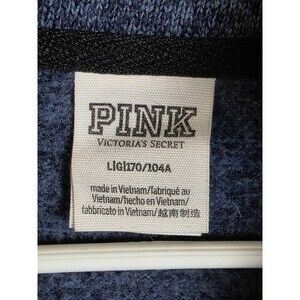 PINK
VICTORIA'S SECRET
L|G|170/104A
made in Vietnam/fabriqué au
Vietnam/hecho en Vietnam/
fabbricato in Vietnam/越南制造